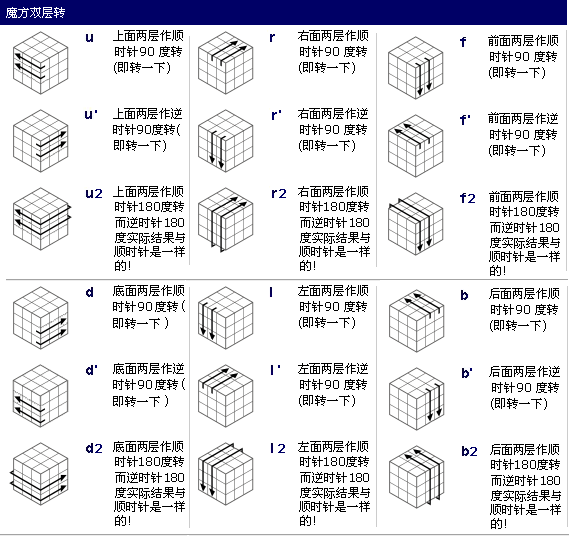 魔方双层转
u
上面两层作顺
时针90 度转
(即转一下)
r
右面两层作顺
时针90 度转
(即转一下)
f
前面两层作顺
时针90 度转
(即转一下)
u'
上面两层作逆
时针90度转(
即转一下)
r'
右面两层作逆
时针90 度转
(即转一下)
f'
前面两层作逆
时针90 度转
(即转一下)
u2
上面两层作顺
时针180度转
而逆时针180
度实际结果与
顺时针是一样
的!
r2
右面两层作顺
时针180度转
而逆时针180
度实际结果与
顺时针是一样
的!
f2
前面两层作顺
时针180度转
而逆时针180
度实际结果与
顺时针是一样
的!
d
底面两层作顺
时针90度转(
即转一下 )
l
左面两层作顺
时针90 度转
(即转一下)
b
后面两层作顺
时针90 度转
(即转一下)
d'
底面两层作逆
时针90度转(
即转一下 )
l'
左面两层作逆
时针90 度转
(即转一下)
b'
后面两层作逆
时针90 度转
(即转一下)
d2
底面两层作顺
时针180度转
而逆时针180
度实际结果与
顺时针是一样
的!
l2
左面两层作顺
时针180度转
而逆时针180
度实际结果与
顺时针是一样
的!
b2
后面两层作顺
时针180度转
而逆时针180
度实际结果与
顺时针是一样
的!